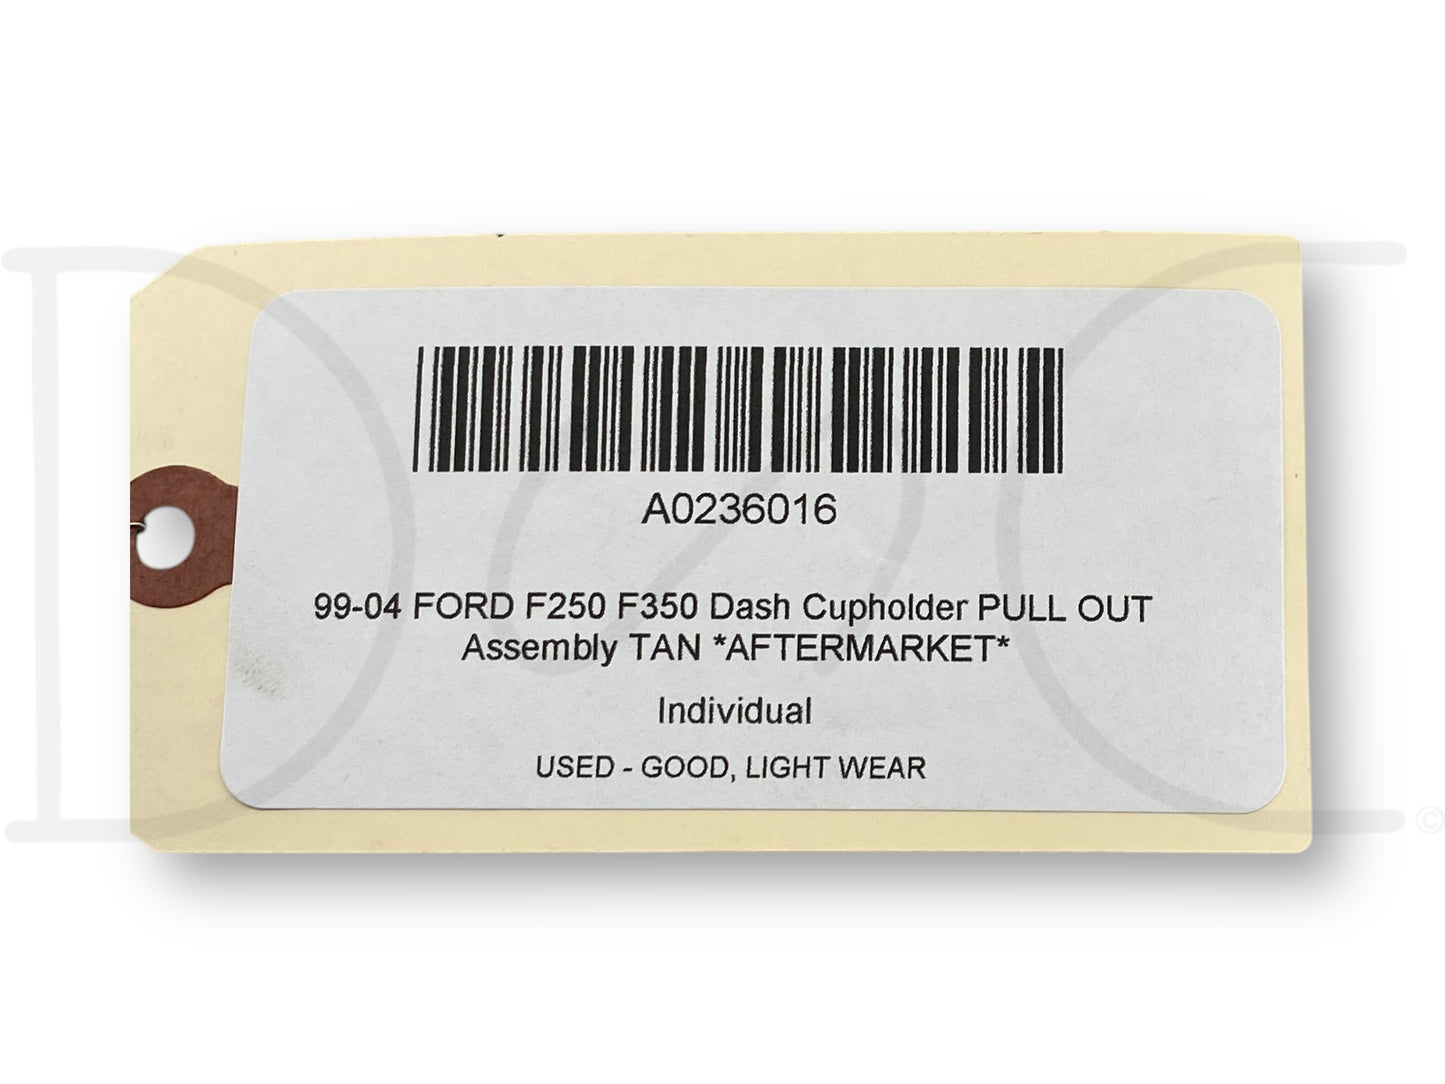 A0236016
99-04 FORD F250 F350 Dash Cupholder PULL OUT
Assembly TAN *AFTERMARKET*
Individual
USED - GOOD, LIGHT WEAR
©